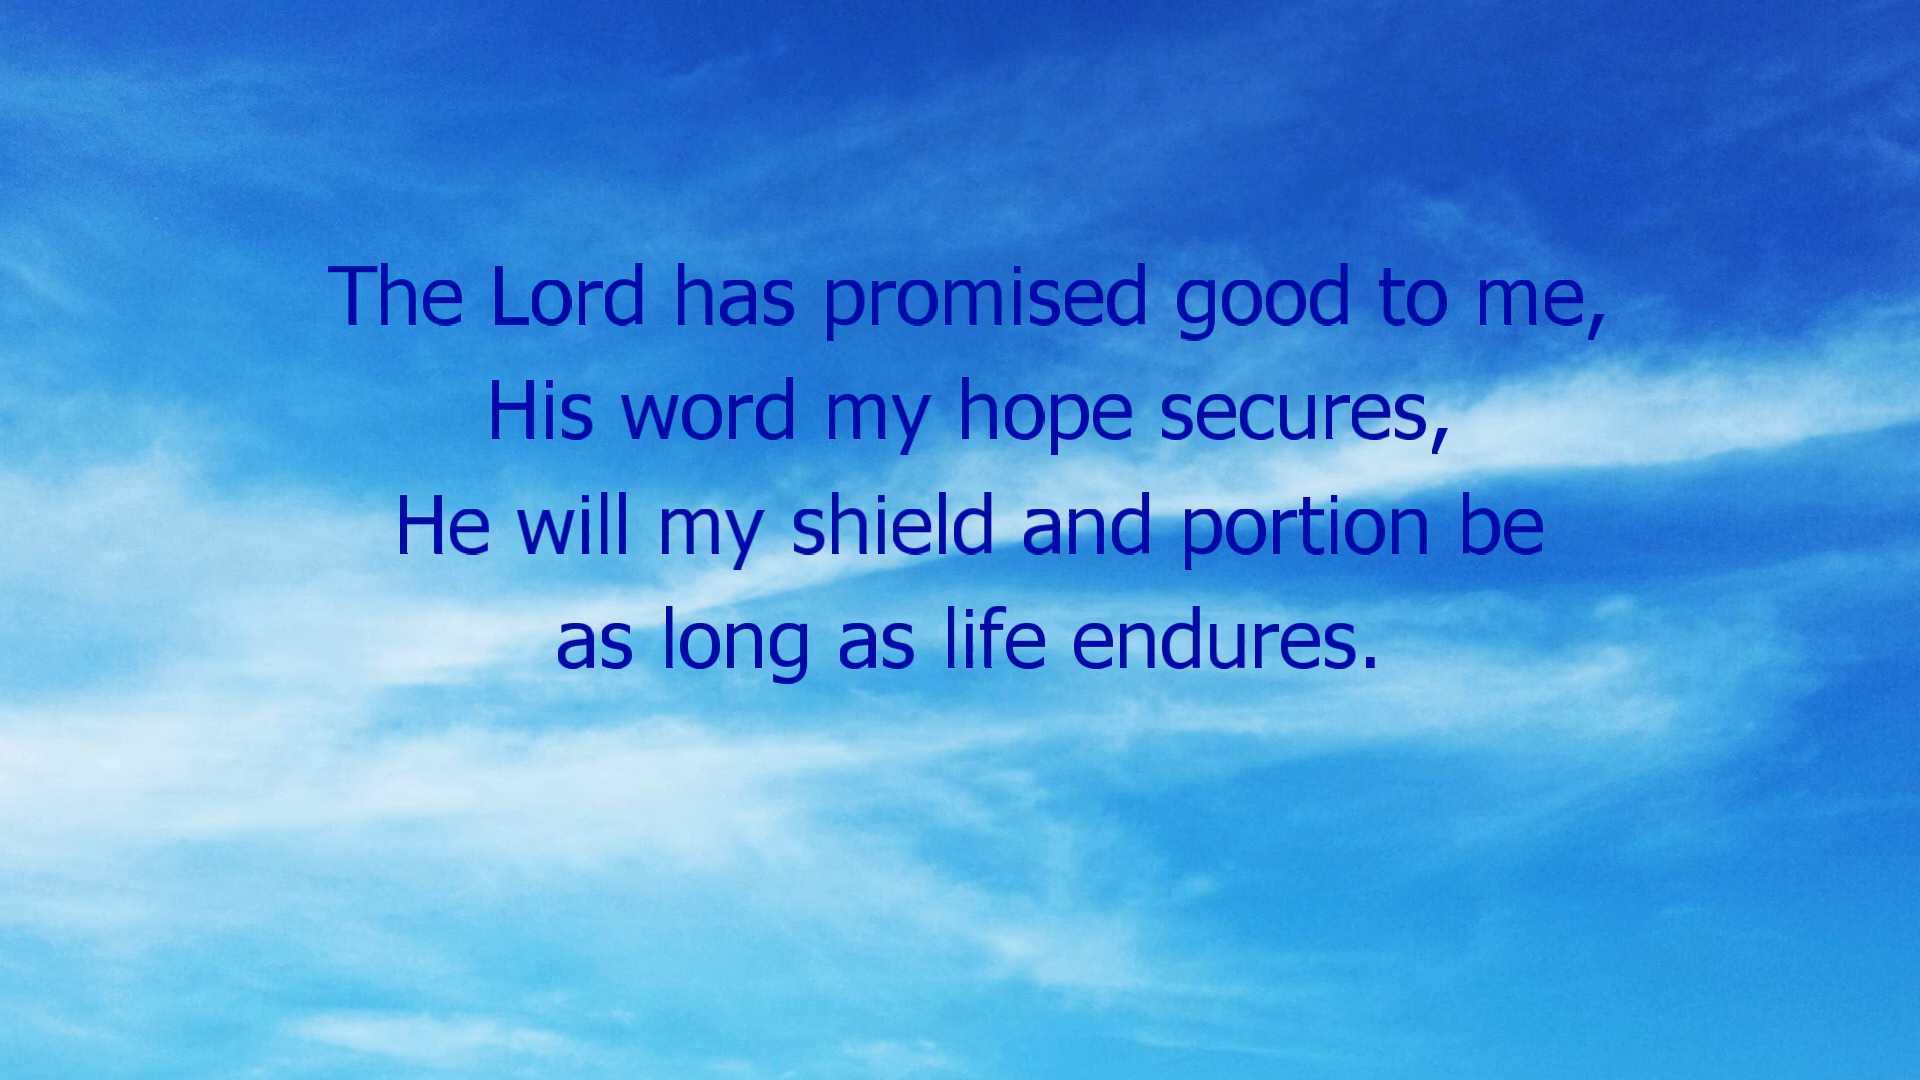 The Lord has promised good to me,
His word my hope secures,
He will my shield and portion be
as long as life endures.